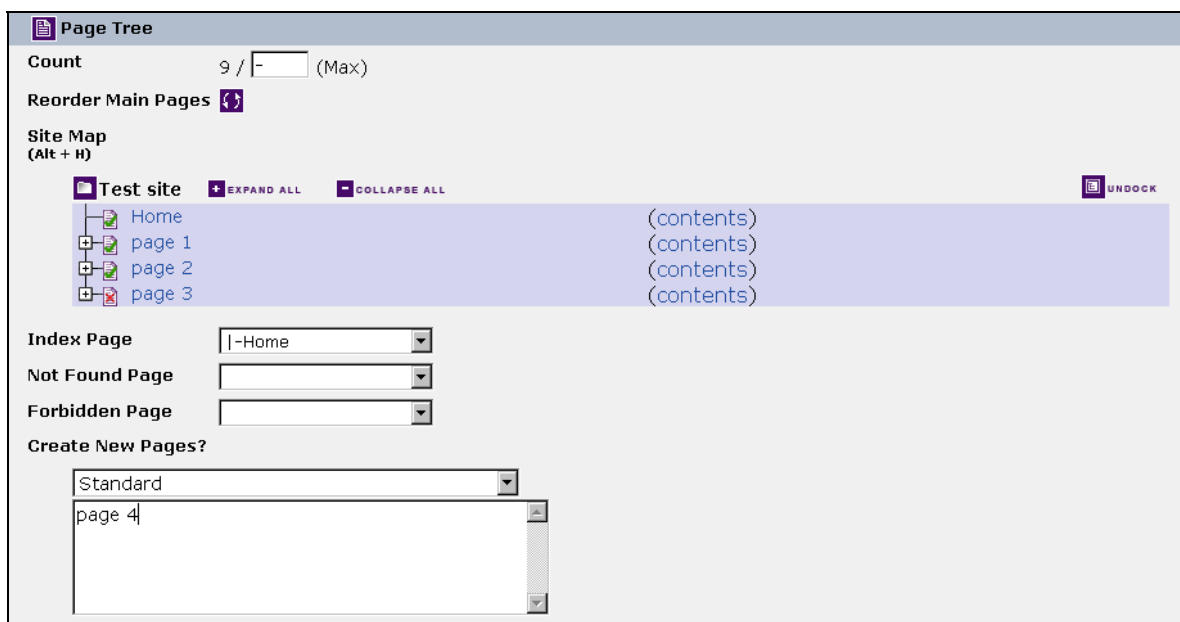 Page Tree
Count 9 / - (Max)
Reorder Main Pages
Site Map
(Alt + H)
Test site + EXPAND ALL - COLLAPSE ALL UNDOCK
Home (contents)
page 1 (contents)
page 2 (contents)
page 3 (contents)
Index Page |-Home
Not Found Page
Forbidden Page
Create New Pages?
Standard
page 4